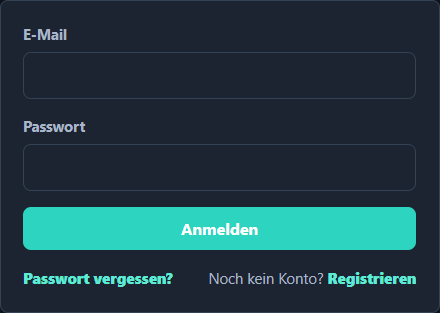 E-Mail
Passwort
Anmelden
Passwort vergessen? Noch kein Konto? Registrieren